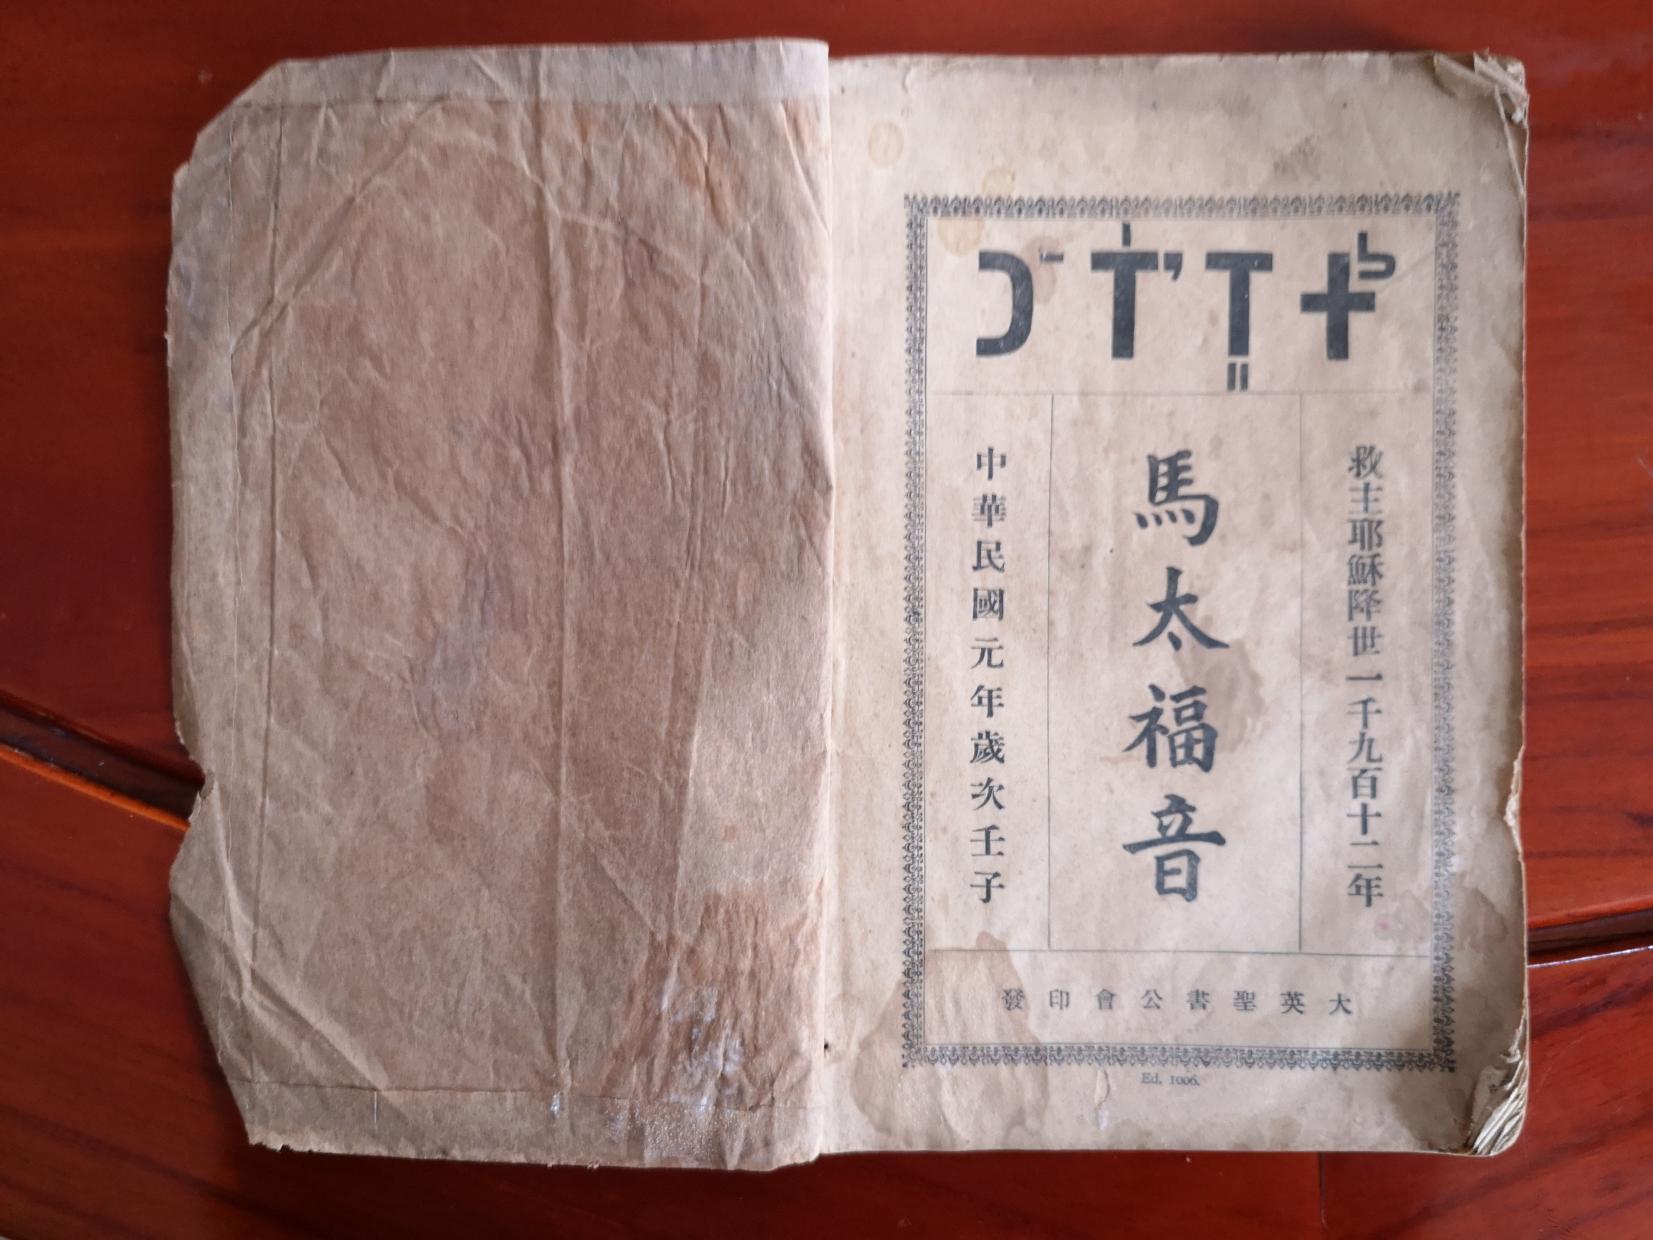 救主耶穌降世一千九百十二年
馬太福音
中華民國元年歲次壬子
大英聖書公會印發
Ed. 1006.